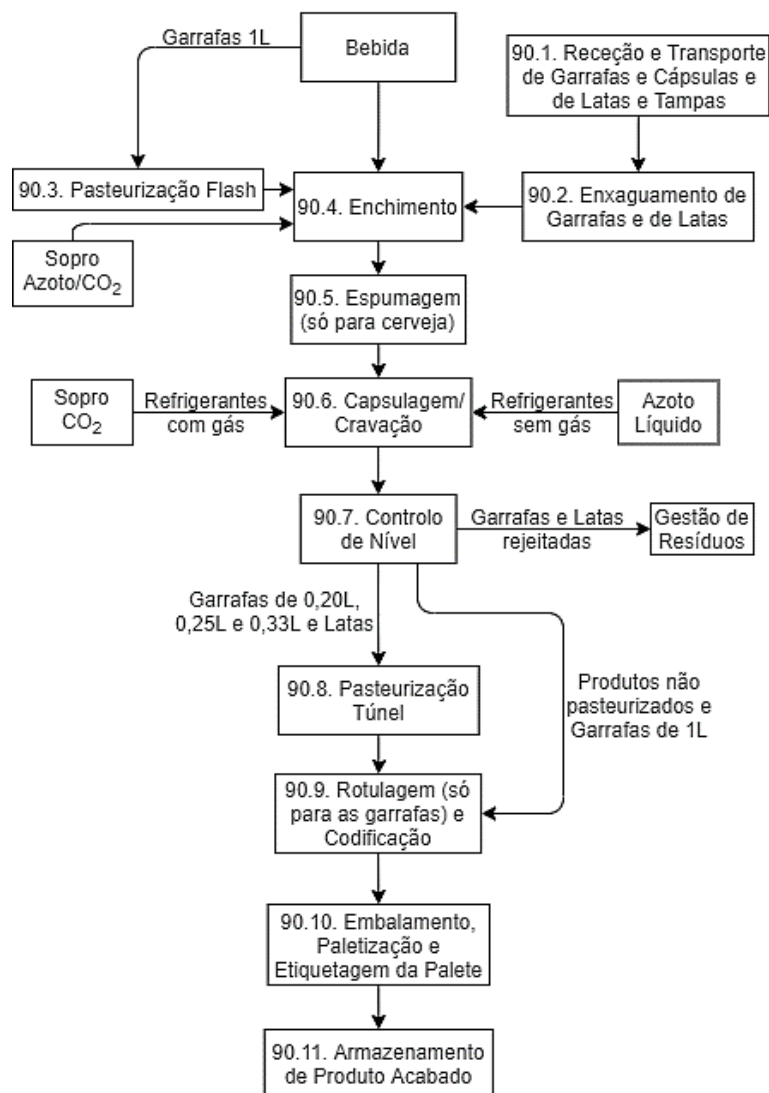 Garrafas 1L
Bebida
90.1. Receção e Transporte
de Garrafas e Cápsulas e
de Latas e Tampas
90.3. Pasteurização Flash
90.4. Enchimento
90.2. Enxaguamento de
Garrafas e de Latas
Sopro
Azoto/CO2
90.5. Espumagem
(só para cerveja)
Sopro
CO2
Refrigerantes
com gás
90.6. Capsulagem/
Cravação
Refrigerantes
sem gás
Azoto
Líquido
90.7. Controlo
de Nível
Garrafas e Latas
rejeitadas
Gestão de
Resíduos
Garrafas de 0,20L,
0,25L e 0,33L e Latas
90.8. Pasteurização
Túnel
Produtos não
pasteurizados e
Garrafas de 1L
90.9. Rotulagem (só
para as garrafas) e
Codificação
90.10. Embalamento,
Paletização e
Etiquetagem da Palete
90.11. Armazenamento
de Produto Acabado